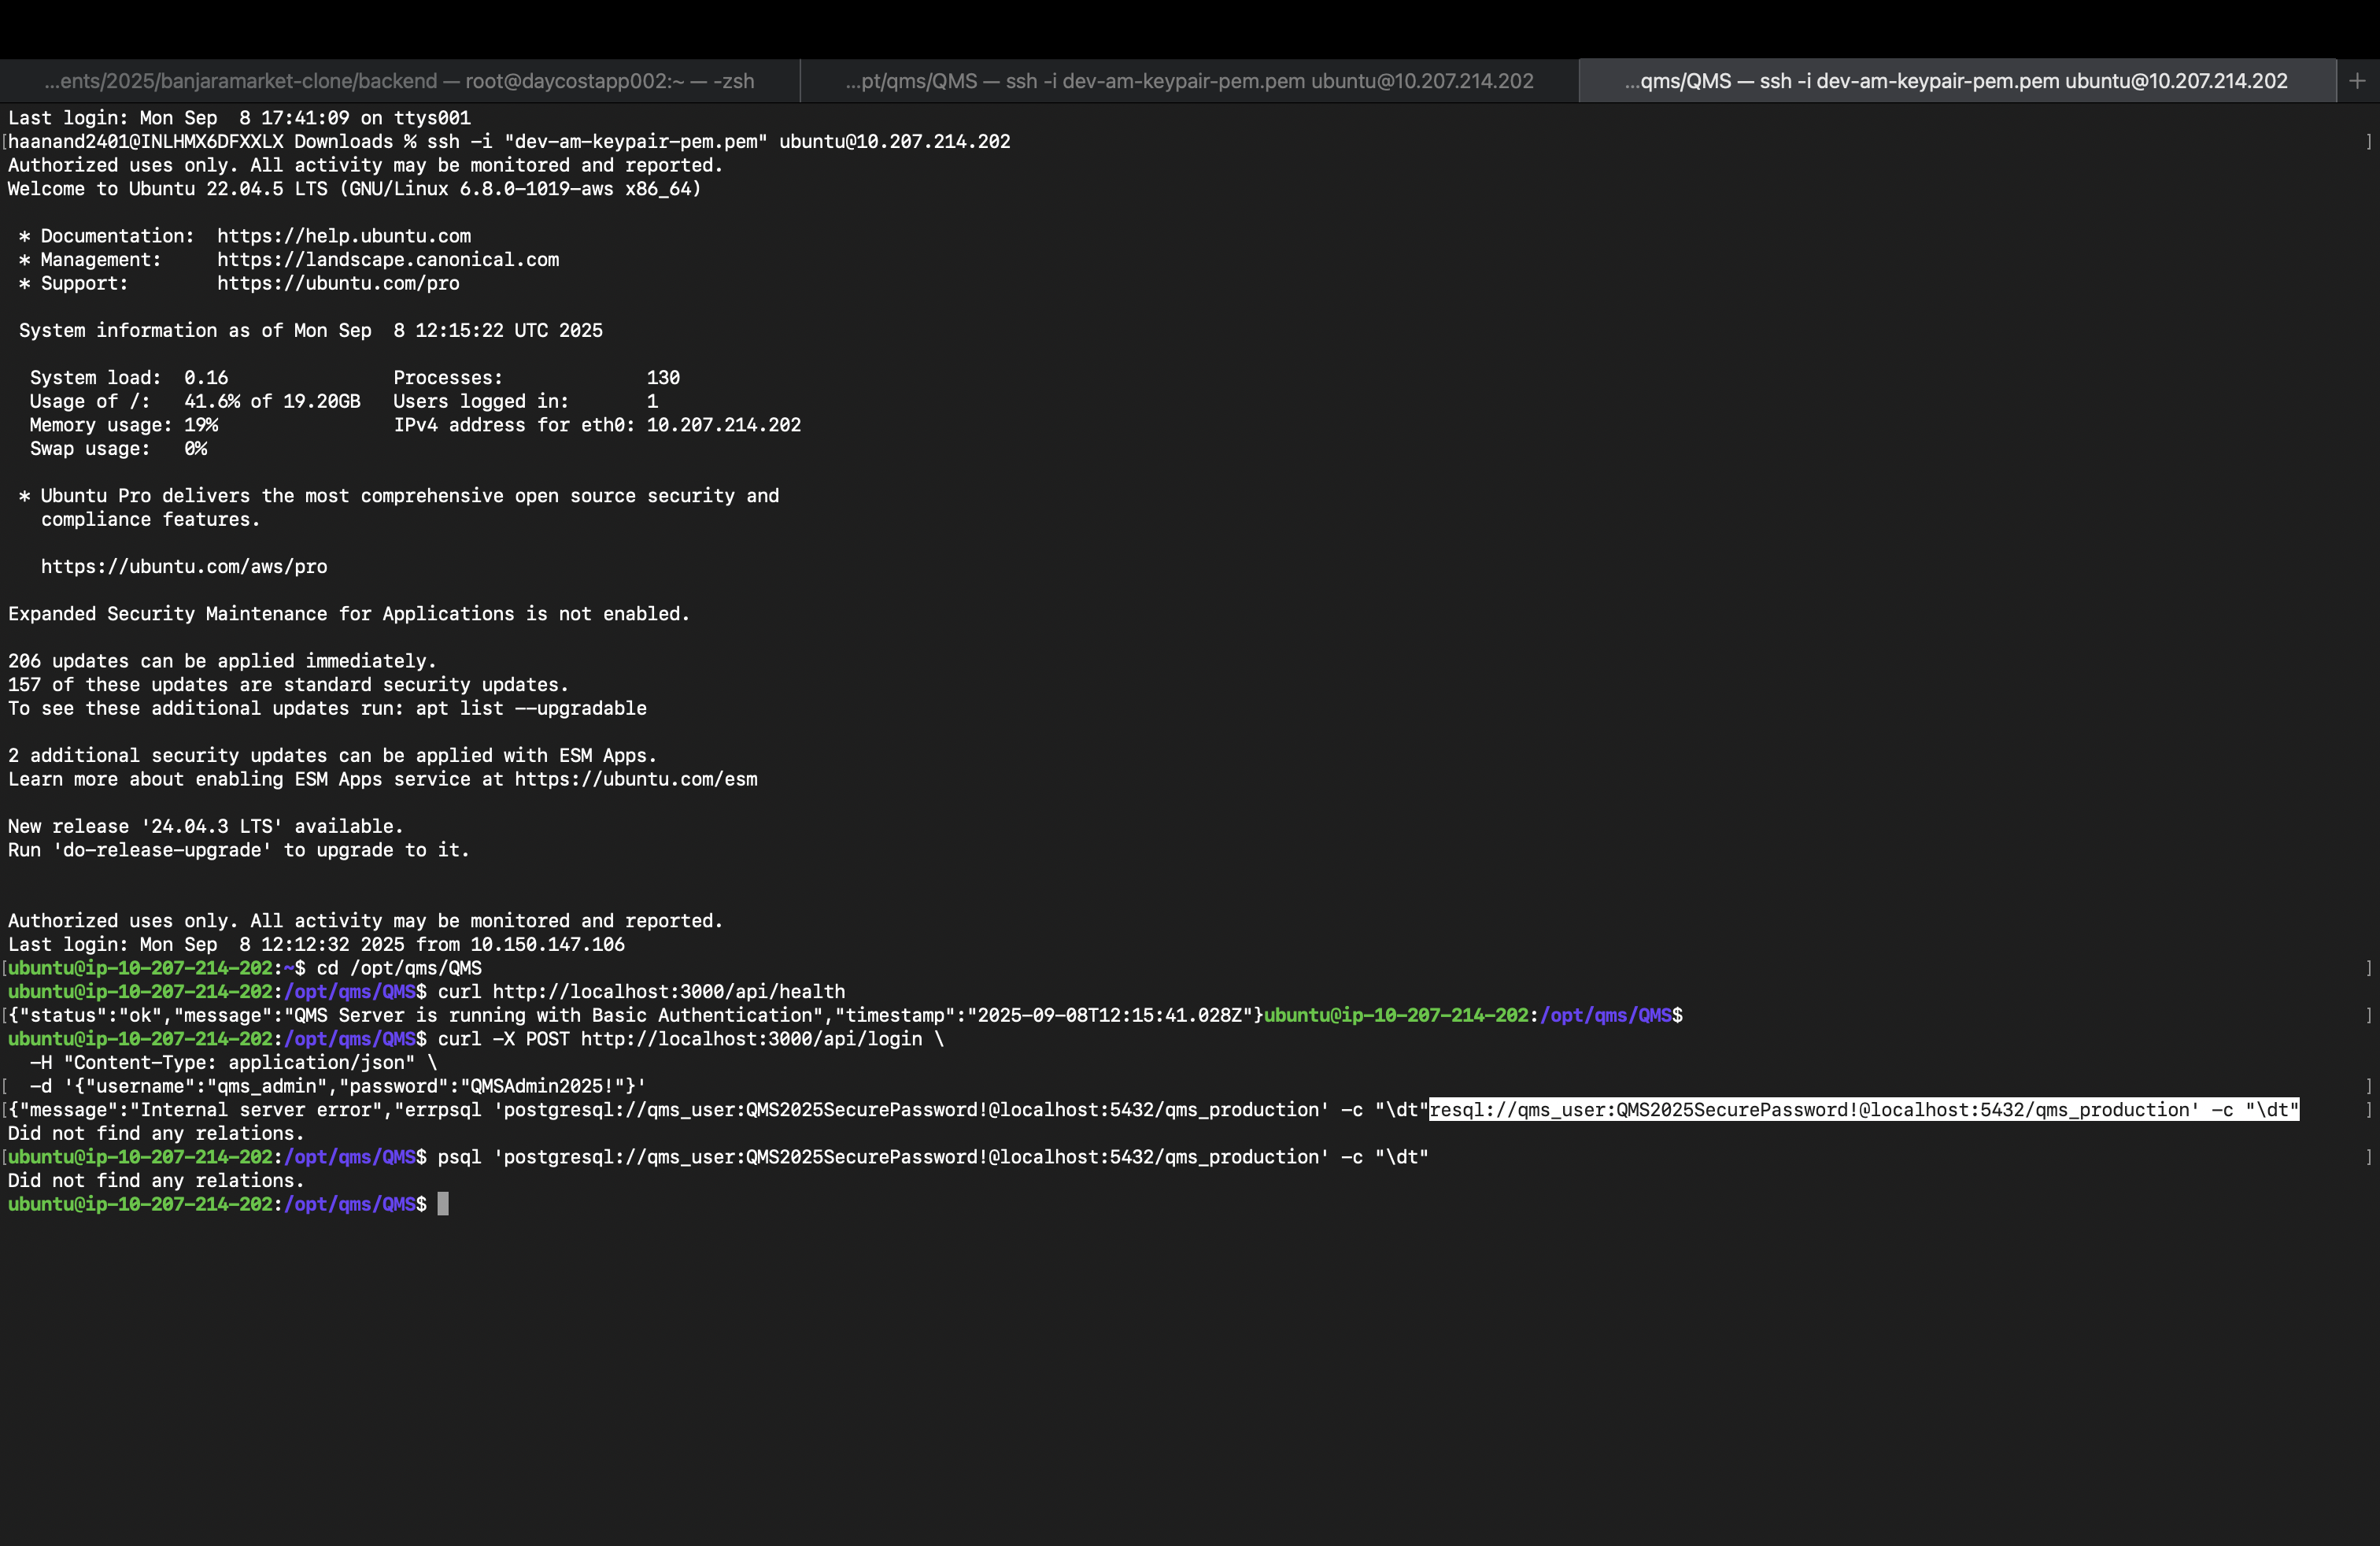 ...ents/2025/banjaramarket-clone/backend — root@daycostapp002:~ — -zsh
...pt/qms/QMS — ssh -i dev-am-keypair-pem.pem ubuntu@10.207.214.202
...qms/QMS — ssh -i dev-am-keypair-pem.pem ubuntu@10.207.214.202
+
Last login: Mon Sep  8 17:41:09 on ttys001
[haanand2401@INLHMX6DFXXLX Downloads % ssh -i "dev-am-keypair-pem.pem" ubuntu@10.207.214.202 ]
Authorized uses only. All activity may be monitored and reported.
Welcome to Ubuntu 22.04.5 LTS (GNU/Linux 6.8.0-1019-aws x86_64)
 * Documentation:  https://help.ubuntu.com
 * Management:     https://landscape.canonical.com
 * Support:        https://ubuntu.com/pro
 System information as of Mon Sep  8 12:15:22 UTC 2025
  System load:  0.16               Processes:             130
  Usage of /:   41.6% of 19.20GB   Users logged in:       1
  Memory usage: 19%                IPv4 address for eth0: 10.207.214.202
  Swap usage:   0%
 * Ubuntu Pro delivers the most comprehensive open source security and
   compliance features.
   https://ubuntu.com/aws/pro
Expanded Security Maintenance for Applications is not enabled.
206 updates can be applied immediately.
157 of these updates are standard security updates.
To see these additional updates run: apt list --upgradable
2 additional security updates can be applied with ESM Apps.
Learn more about enabling ESM Apps service at https://ubuntu.com/esm
New release '24.04.3 LTS' available.
Run 'do-release-upgrade' to upgrade to it.
Authorized uses only. All activity may be monitored and reported.
Last login: Mon Sep  8 12:12:32 2025 from 10.150.147.106
[ubuntu@ip-10-207-214-202:~$ cd /opt/qms/QMS ]
ubuntu@ip-10-207-214-202:/opt/qms/QMS$ curl http://localhost:3000/api/health
[{"status":"ok","message":"QMS Server is running with Basic Authentication","timestamp":"2025-09-08T12:15:41.028Z"}ubuntu@ip-10-207-214-202:/opt/qms/QMS$ ]
ubuntu@ip-10-207-214-202:/opt/qms/QMS$ curl -X POST http://localhost:3000/api/login \
  -H "Content-Type: application/json" \
[  -d '{"username":"qms_admin","password":"QMSAdmin2025!"}' ]
[{"message":"Internal server error","errpsql 'postgresql://qms_user:QMS2025SecurePassword!@localhost:5432/qms_production' -c "\dt"resql://qms_user:QMS2025SecurePassword!@localhost:5432/qms_production' -c "\dt" ]
Did not find any relations.
[ubuntu@ip-10-207-214-202:/opt/qms/QMS$ psql 'postgresql://qms_user:QMS2025SecurePassword!@localhost:5432/qms_production' -c "\dt" ]
Did not find any relations.
ubuntu@ip-10-207-214-202:/opt/qms/QMS$